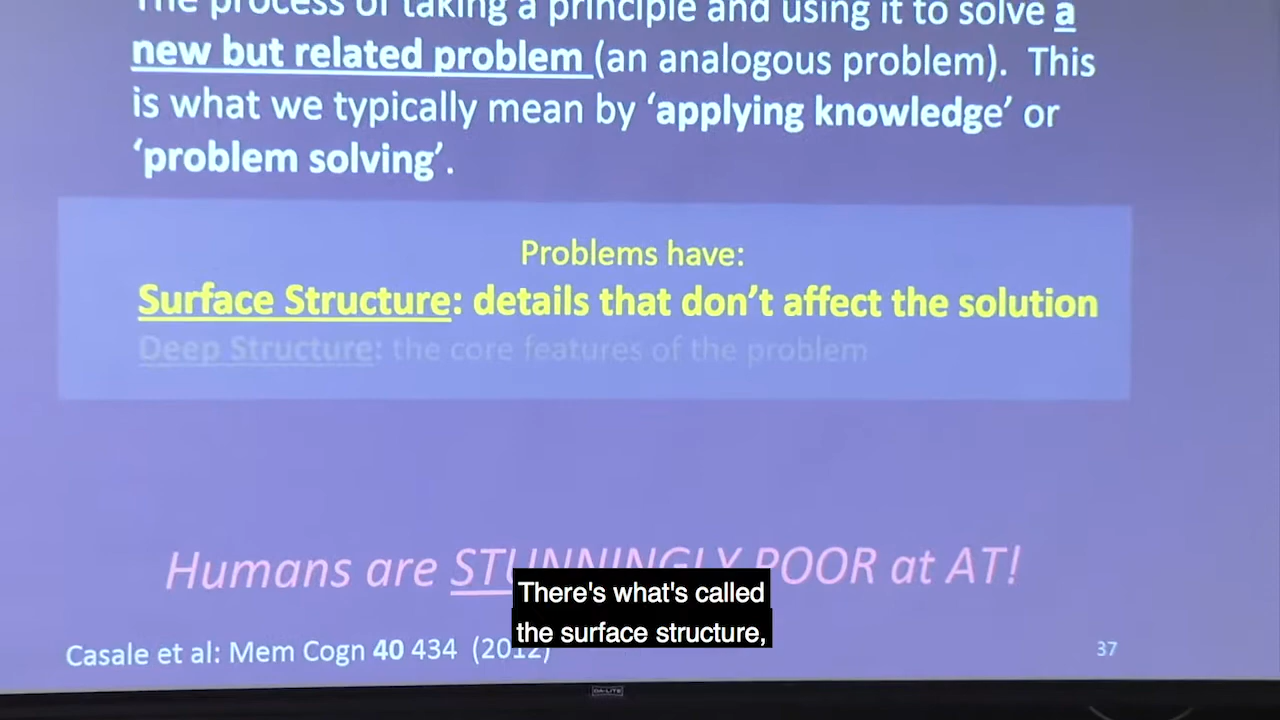 The process of taking a principle and using it to solve a
new but related problem (an analogous problem). This
is what we typically mean by ‘applying knowledge’ or
‘problem solving’.
Problems have:
Surface Structure: details that don’t affect the solution
Deep Structure: the core features of the problem
Humans are STUNNINGLY POOR at AT!
There's what's called
the surface structure,
Casale et al: Mem Cogn 40 434 (2012)
37
DA-LITE